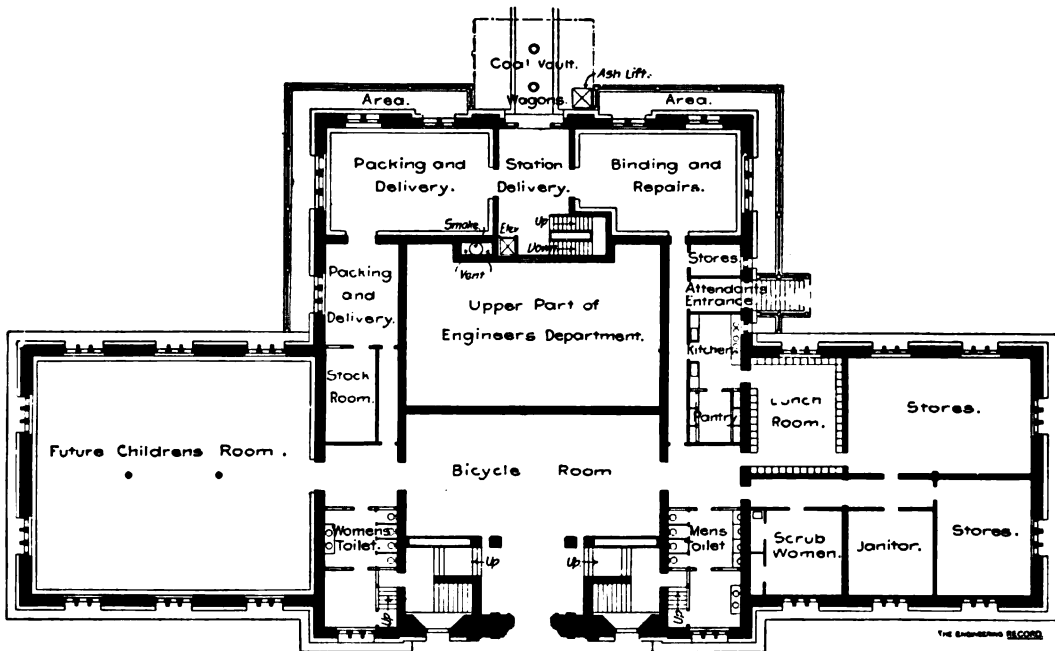 Coal Vault.
Ash Lift.
Wagons.
Area.
Area.
Packing and
Delivery.
Station
Delivery.
Binding and
Repairs.
Smoke
Elev
Up
Down
Vent
Stores.
Packing
and
Delivery.
Upper Part of
Engineers Department.
Attendants
Entrance
Kitchen
Stock
Room.
Pantry
Lunch
Room.
Stores.
Future Childrens Room.
Bicycle Room
Womens
Toilet.
Mens
Toilet
Scrub
Women.
Janitor.
Stores.
Up
Up
Up
Up
THE ENGINEERING RECORD.